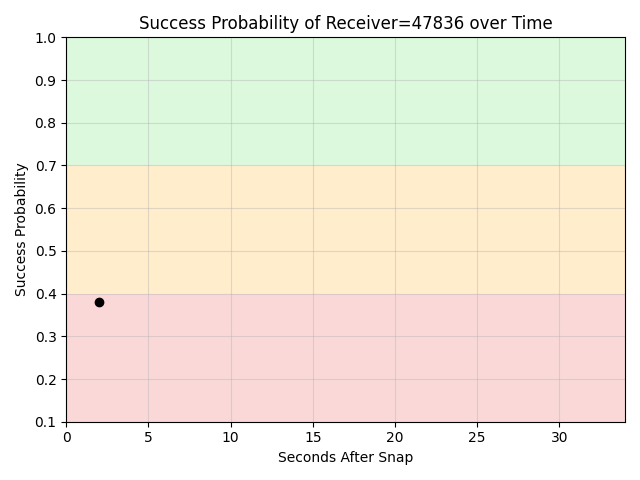 Success Probability of Receiver=47836 over Time
Success Probability
1.0
0.9
0.8
0.7
0.6
0.5
0.4
0.3
0.2
0.1
0 5 10 15 20 25 30
Seconds After Snap